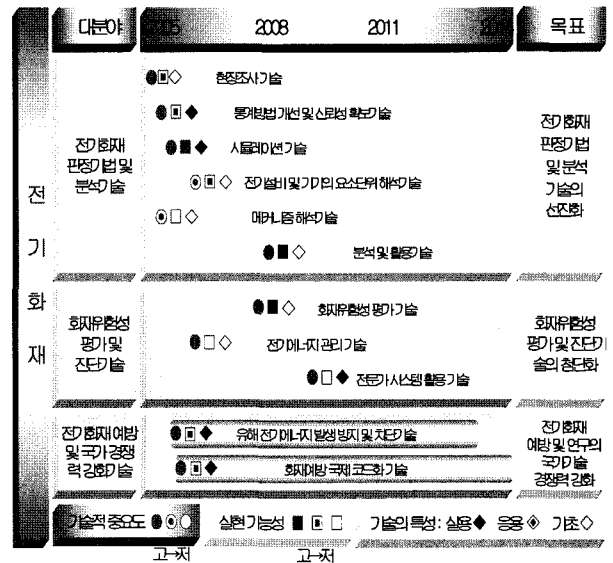 대분야 2005 2008 2011 목표
전기화재
전기화재
판정기법 및
분석기술
현장조사기술
통계방법개선 및 신뢰성 확보기술
시뮬레이션기술
전기설비 및 기기의 요소단위해석기술
메커니즘해석기술
분석 및 활용기술
전기화재
판정기법
및 분석
기술의
선진화
화재위험성
평가 및
진단기술
화재위험성 평가기술
전기에너지관리기술
전문가시스템활용기술
화재위험성
평가 및 진단기
술의 첨단화
전기화재예방
및 국가경쟁
력강화기술
유해전기에너지발생방지 및 차단기술
화재예방국제코드화기술
전기화재
예방 및 연구의
국가기술
경쟁력강화
기술적 중요도 실현가능성 기술의 특성 : 실용 응용 기초
고→저 고→저